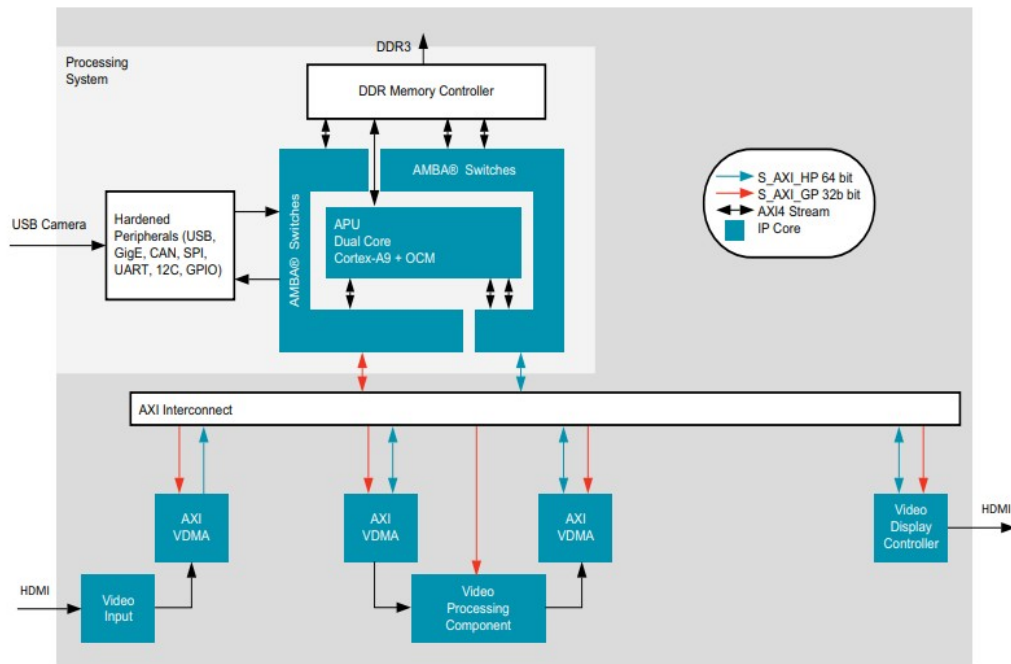 DDR3
Processing
System
DDR Memory Controller
AMBA® Switches
AMBA® Switches
S_AXI_HP 64 bit
S_AXI_GP 32b bit
AXI4 Stream
IP Core
USB Camera
Hardened
Peripherals (USB,
GigE, CAN, SPI,
UART, 12C, GPIO)
APU
Dual Core
Cortex-A9 + OCM
AXI Interconnect
AXI
VDMA
AXI
VDMA
AXI
VDMA
Video
Display
Controller
HDMI
HDMI
Video
Input
Video
Processing
Component